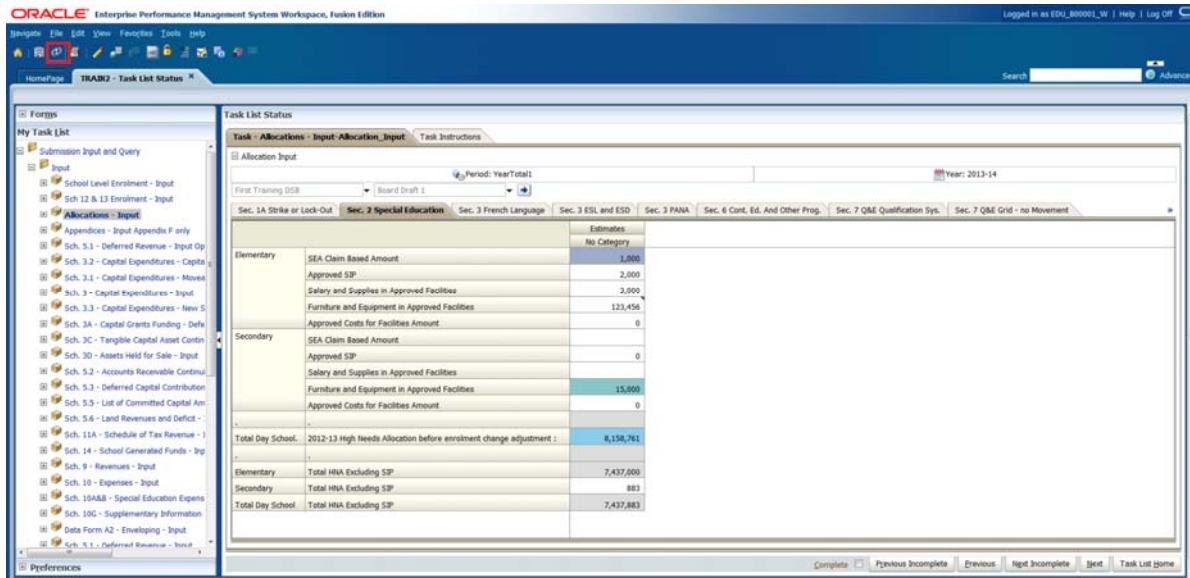 ORACLE Enterprise Performance Management System Workspace, Fusion Edition
Logged in as EDU_B00001_W | Help | Log Off
Navigate File Edit View Favorites Tools Help
HomePage TRAIN2 - Task List Status
Search Advance
Forms
My Task List
Submission Input and Query
Input
School Level Enrolment - Input
Sch 12 & 13 Enrolment - Input
Allocations - Input
Appendices - Input Appendix F only
Sch. 5.1 - Deferred Revenue - Input Op
Sch. 3.2 - Capital Expenditures - Capita
Sch. 3.1 - Capital Expenditures - Movea
Sch. 3 - Capital Expenditures - Input
Sch. 3.3 - Capital Expenditures - New S
Sch. 3A - Capital Grants Funding - Defe
Sch. 3C - Tangible Capital Asset Contin
Sch. 3D - Assets Held for Sale - Input
Sch. 5.2 - Accounts Receivable Continui
Sch. 5.3 - Deferred Capital Contribution
Sch. 5.5 - List of Committed Capital Am
Sch. 5.6 - Land Revenues and Deficit -
Sch. 11A - Schedule of Tax Revenue - I
Sch. 14 - School Generated Funds - Inp
Sch. 9 - Revenues - Input
Sch. 10 - Expenses - Input
Sch. 10A&B - Special Education Expens
Sch. 10G - Supplementary Information
Data Form A2 - Enveloping - Input
Sch. 5.1 - Deferred Revenue - Input
Preferences
Task List Status
Task - Allocations - Input-Allocation_Input Task Instructions
Allocation Input
Period: YearTotal1 Year: 2013-14
First Training DSB Board Draft 1
Sec. 1A Strike or Lock-Out Sec. 2 Special Education Sec. 3 French Language Sec. 3 ESL and ESD Sec. 3 PANA Sec. 6 Cont. Ed. And Other Prog. Sec. 7 Q&E Qualification Sys. Sec. 7 Q&E Grid - no Movement »
Estimates
No Category
Elementary SEA Claim Based Amount 1,000
Approved SIP 2,000
Salary and Supplies in Approved Facilities 3,000
Furniture and Equipment in Approved Facilities 123,456
Approved Costs for Facilities Amount 0
Secondary SEA Claim Based Amount
Approved SIP 0
Salary and Supplies in Approved Facilities
Furniture and Equipment in Approved Facilities 15,000
Approved Costs for Facilities Amount 0
. .
Total Day School. 2012-13 High Needs Allocation before enrolment change adjustment : 8,158,761
. .
Elementary Total HNA Excluding SIP 7,437,000
Secondary Total HNA Excluding SIP 883
Total Day School Total HNA Excluding SIP 7,437,883
Complete Previous Incomplete Previous Next Incomplete Next Task List Home